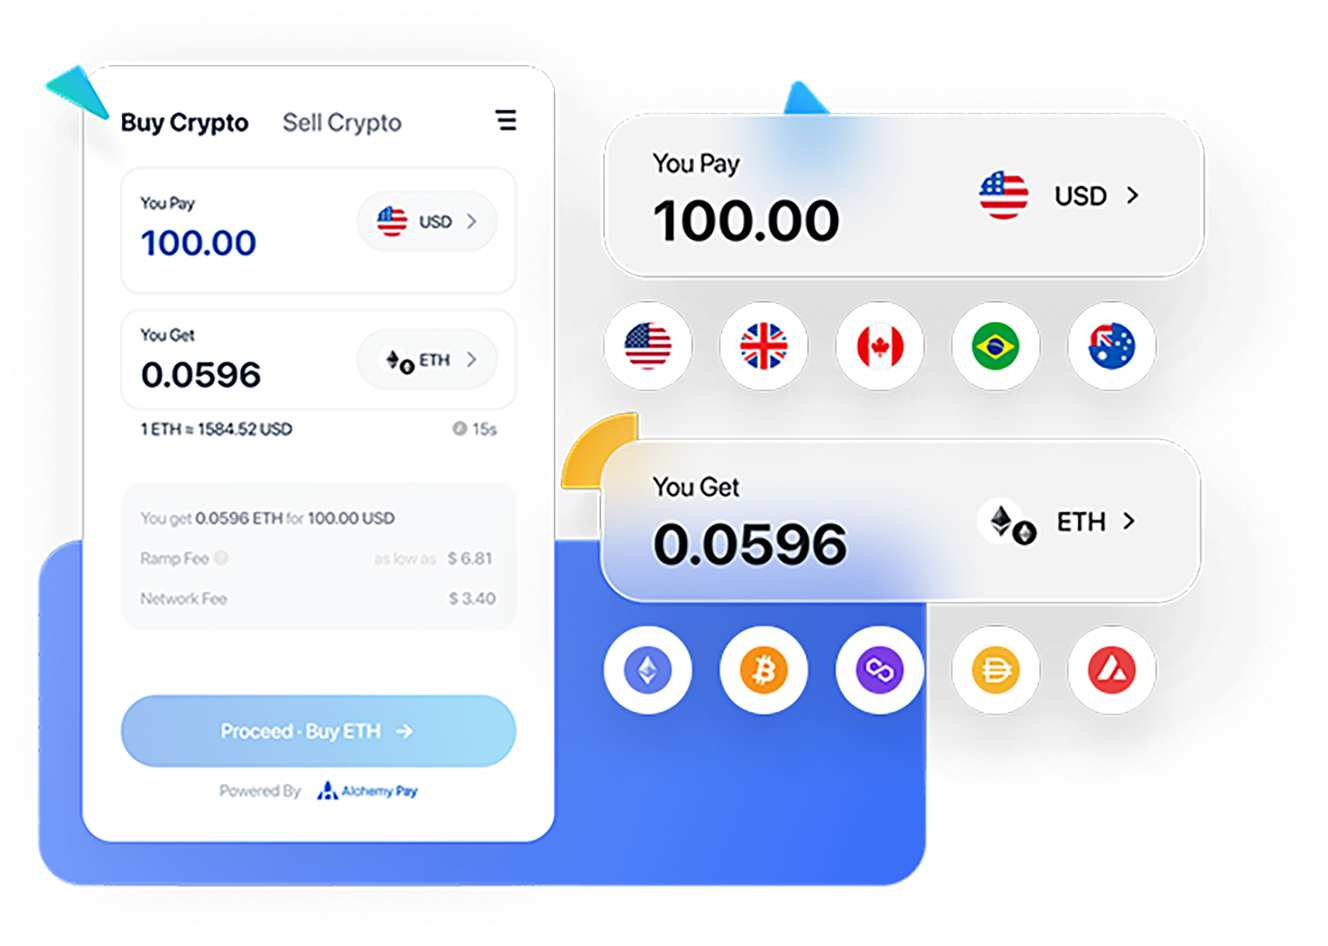 Buy Crypto Sell Crypto
You Pay
100.00 USD
You Get
0.0596 ETH
1 ETH ≈ 1584.52 USD 15s
You get 0.0596 ETH for 100.00 USD
Ramp Fee as low as $ 6.81
Network Fee $ 3.40
Proceed · Buy ETH →
Powered By Alchemy Pay
You Pay
100.00 USD
You Get
0.0596 ETH